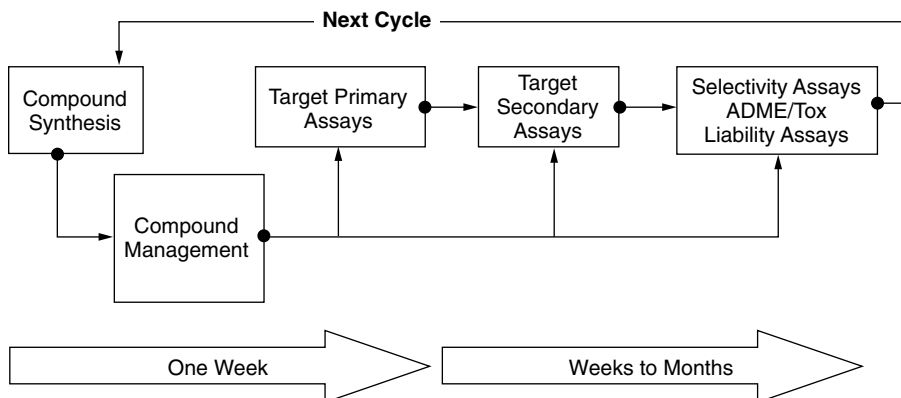 Next Cycle
Compound
Synthesis
Target Primary
Assays
Target
Secondary
Assays
Selectivity Assays
ADME/Tox
Liability Assays
Compound
Management
One Week
Weeks to Months